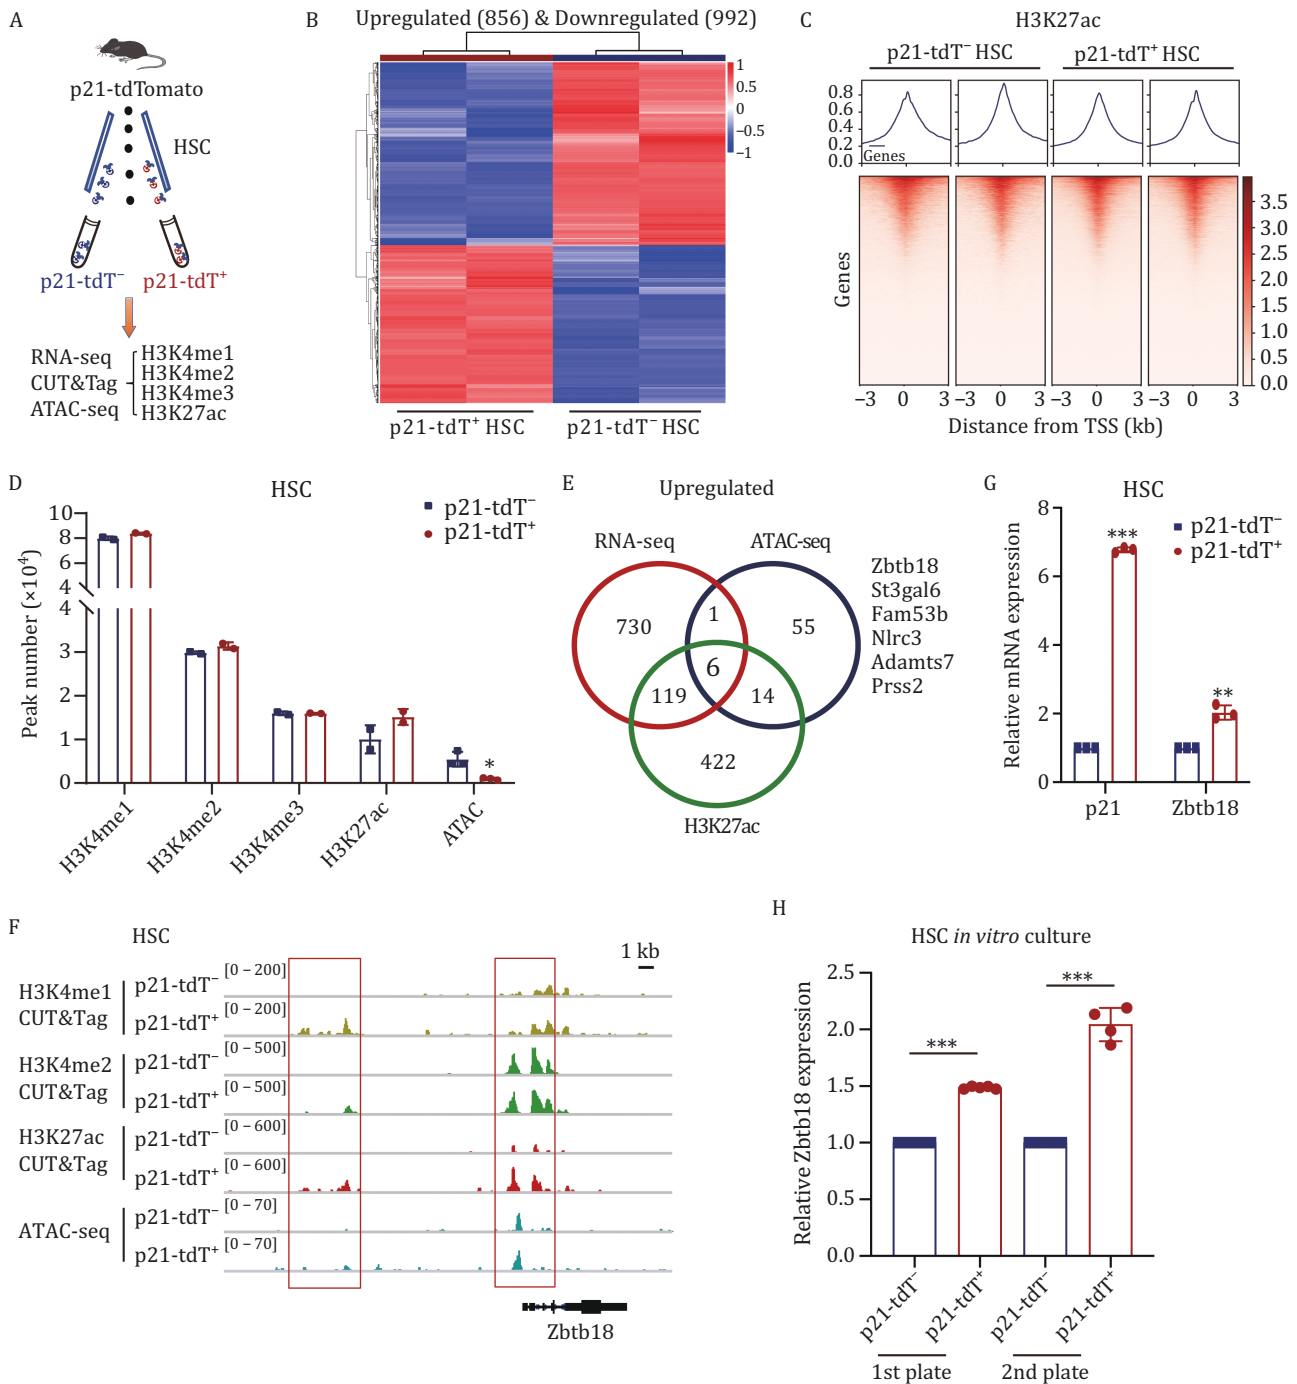 A
p21-tdTomato
HSC
p21-tdT⁻ p21-tdT⁺
RNA-seq
CUT&Tag
ATAC-seq
H3K4me1
H3K4me2
H3K4me3
H3K27ac
B
Upregulated (856) & Downregulated (992)
1
0.5
0
−0.5
−1
p21-tdT⁺ HSC p21-tdT⁻ HSC
C
H3K27ac
p21-tdT⁻ HSC p21-tdT⁺ HSC
0.8
0.6
0.4
0.2
0.0
Genes
Genes
3.5
3.0
2.5
2.0
1.5
1.0
0.5
0.0
−3 0 3 −3 0 3 −3 0 3 −3 0 3
Distance from TSS (kb)
D
HSC
p21-tdT⁻
p21-tdT⁺
Peak number (×10⁴)
10
8
6
4
4
3
2
1
0
*
H3K4me1
H3K4me2
H3K4me3
H3K27ac
ATAC
E
Upregulated
RNA-seq ATAC-seq
730 1 55
6
119 14
422
H3K27ac
Zbtb18
St3gal6
Fam53b
Nlrc3
Adamts7
Prss2
G
HSC
p21-tdT⁻
p21-tdT⁺
Relative mRNA expression
8
6
4
2
0
***
**
p21 Zbtb18
F
HSC
1 kb
H3K4me1
CUT&Tag
p21-tdT⁻ [0 – 200]
p21-tdT⁺ [0 – 200]
H3K4me2
CUT&Tag
p21-tdT⁻ [0 – 500]
p21-tdT⁺ [0 – 500]
H3K27ac
CUT&Tag
p21-tdT⁻ [0 – 600]
p21-tdT⁺ [0 – 600]
ATAC-seq
p21-tdT⁻ [0 – 70]
p21-tdT⁺ [0 – 70]
Zbtb18
H
HSC in vitro culture
Relative Zbtb18 expression
2.5
2.0
1.5
1.0
0.5
0.0
***
***
p21-tdT⁻
p21-tdT⁺
p21-tdT⁻
p21-tdT⁺
1st plate 2nd plate